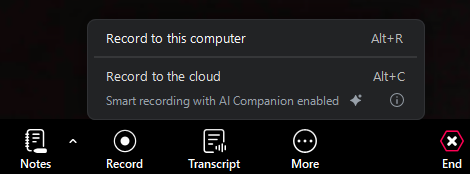 Record to this computer Alt+R
Record to the cloud Alt+C
Smart recording with AI Companion enabled
Notes Record Transcript More End